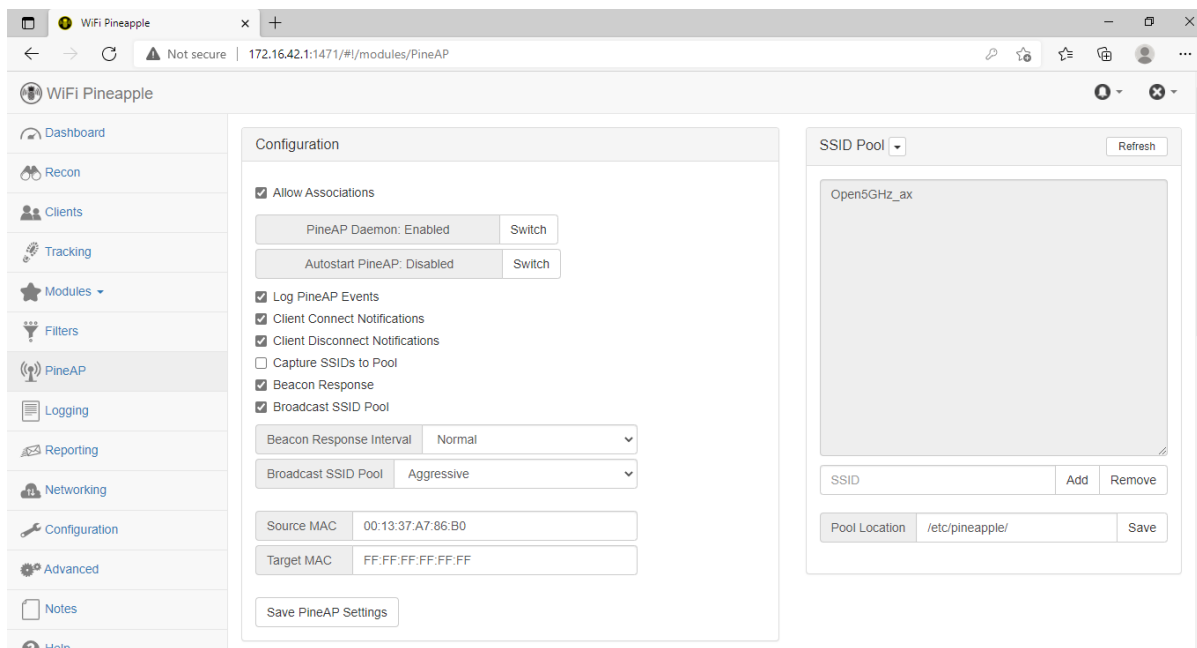 WiFi Pineapple
Not secure
172.16.42.1:1471/#!/modules/PineAP
WiFi Pineapple
Dashboard
Recon
Clients
Tracking
Modules
Filters
PineAP
Logging
Reporting
Networking
Configuration
Advanced
Notes
Help
Configuration
Allow Associations
PineAP Daemon: Enabled Switch
Autostart PineAP: Disabled Switch
Log PineAP Events
Client Connect Notifications
Client Disconnect Notifications
Capture SSIDs to Pool
Beacon Response
Broadcast SSID Pool
Beacon Response Interval Normal
Broadcast SSID Pool Aggressive
Source MAC 00:13:37:A7:86:B0
Target MAC FF:FF:FF:FF:FF:FF
Save PineAP Settings
SSID Pool Refresh
Open5GHz_ax
SSID Add Remove
Pool Location /etc/pineapple/ Save